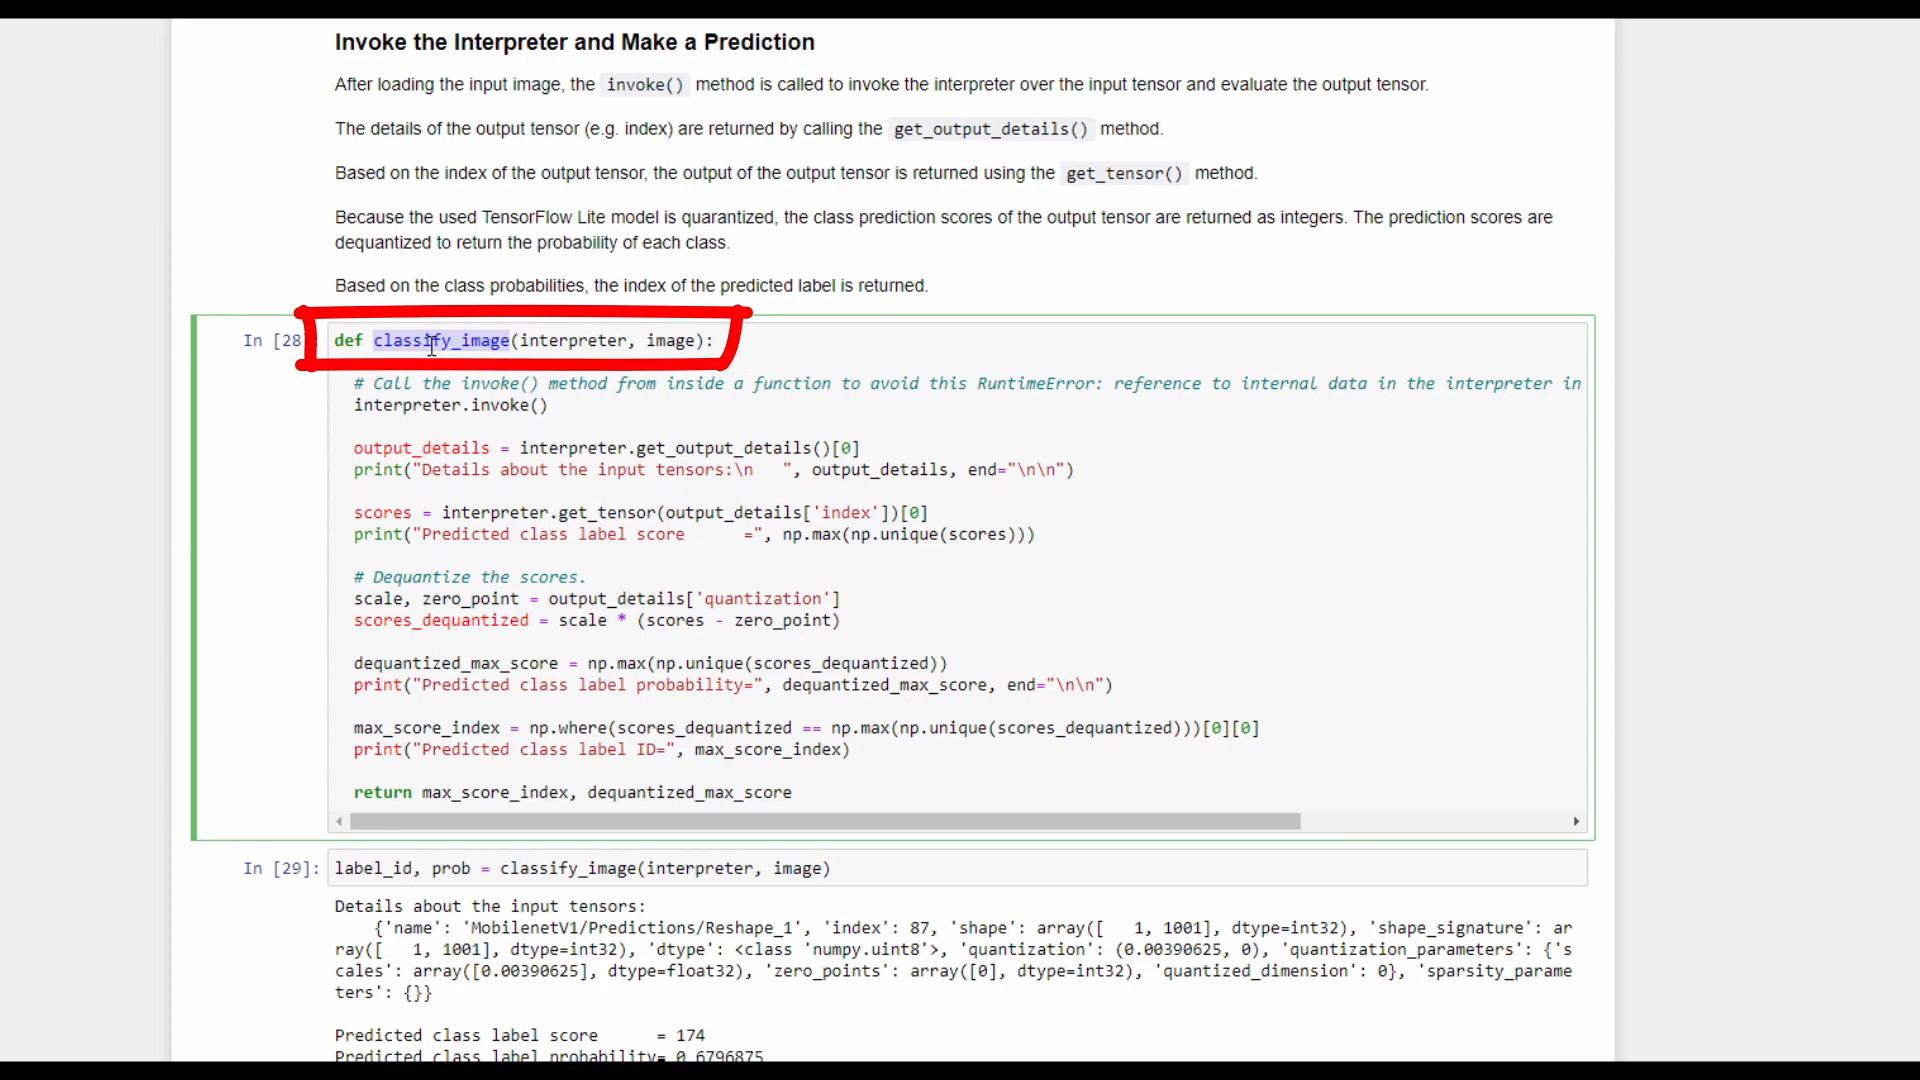 Invoke the Interpreter and Make a Prediction
After loading the input image, the invoke() method is called to invoke the interpreter over the input tensor and evaluate the output tensor.
The details of the output tensor (e.g. index) are returned by calling the get_output_details() method.
Based on the index of the output tensor, the output of the output tensor is returned using the get_tensor() method.
Because the used TensorFlow Lite model is quarantized, the class prediction scores of the output tensor are returned as integers. The prediction scores are
dequantized to return the probability of each class.
Based on the class probabilities, the index of the predicted label is returned.
In [28]: def classify_image(interpreter, image):
# Call the invoke() method from inside a function to avoid this RuntimeError: reference to internal data in the interpreter in
interpreter.invoke()
output_details = interpreter.get_output_details()[0]
print("Details about the input tensors:\n   ", output_details, end="\n\n")
scores = interpreter.get_tensor(output_details['index'])[0]
print("Predicted class label score      =", np.max(np.unique(scores)))
# Dequantize the scores.
scale, zero_point = output_details['quantization']
scores_dequantized = scale * (scores - zero_point)
dequantized_max_score = np.max(np.unique(scores_dequantized))
print("Predicted class label probability=", dequantized_max_score, end="\n\n")
max_score_index = np.where(scores_dequantized == np.max(np.unique(scores_dequantized)))[0][0]
print("Predicted class label ID=", max_score_index)
return max_score_index, dequantized_max_score
In [29]: label_id, prob = classify_image(interpreter, image)
Details about the input tensors:
{'name': 'MobilenetV1/Predictions/Reshape_1', 'index': 87, 'shape': array([   1, 1001], dtype=int32), 'shape_signature': ar
ray([   1, 1001], dtype=int32), 'dtype': <class 'numpy.uint8'>, 'quantization': (0.00390625, 0), 'quantization_parameters': {'s
cales': array([0.00390625], dtype=float32), 'zero_points': array([0], dtype=int32), 'quantized_dimension': 0}, 'sparsity_parame
ters': {}}
Predicted class label score      = 174
Predicted class label probability= 0.6796875